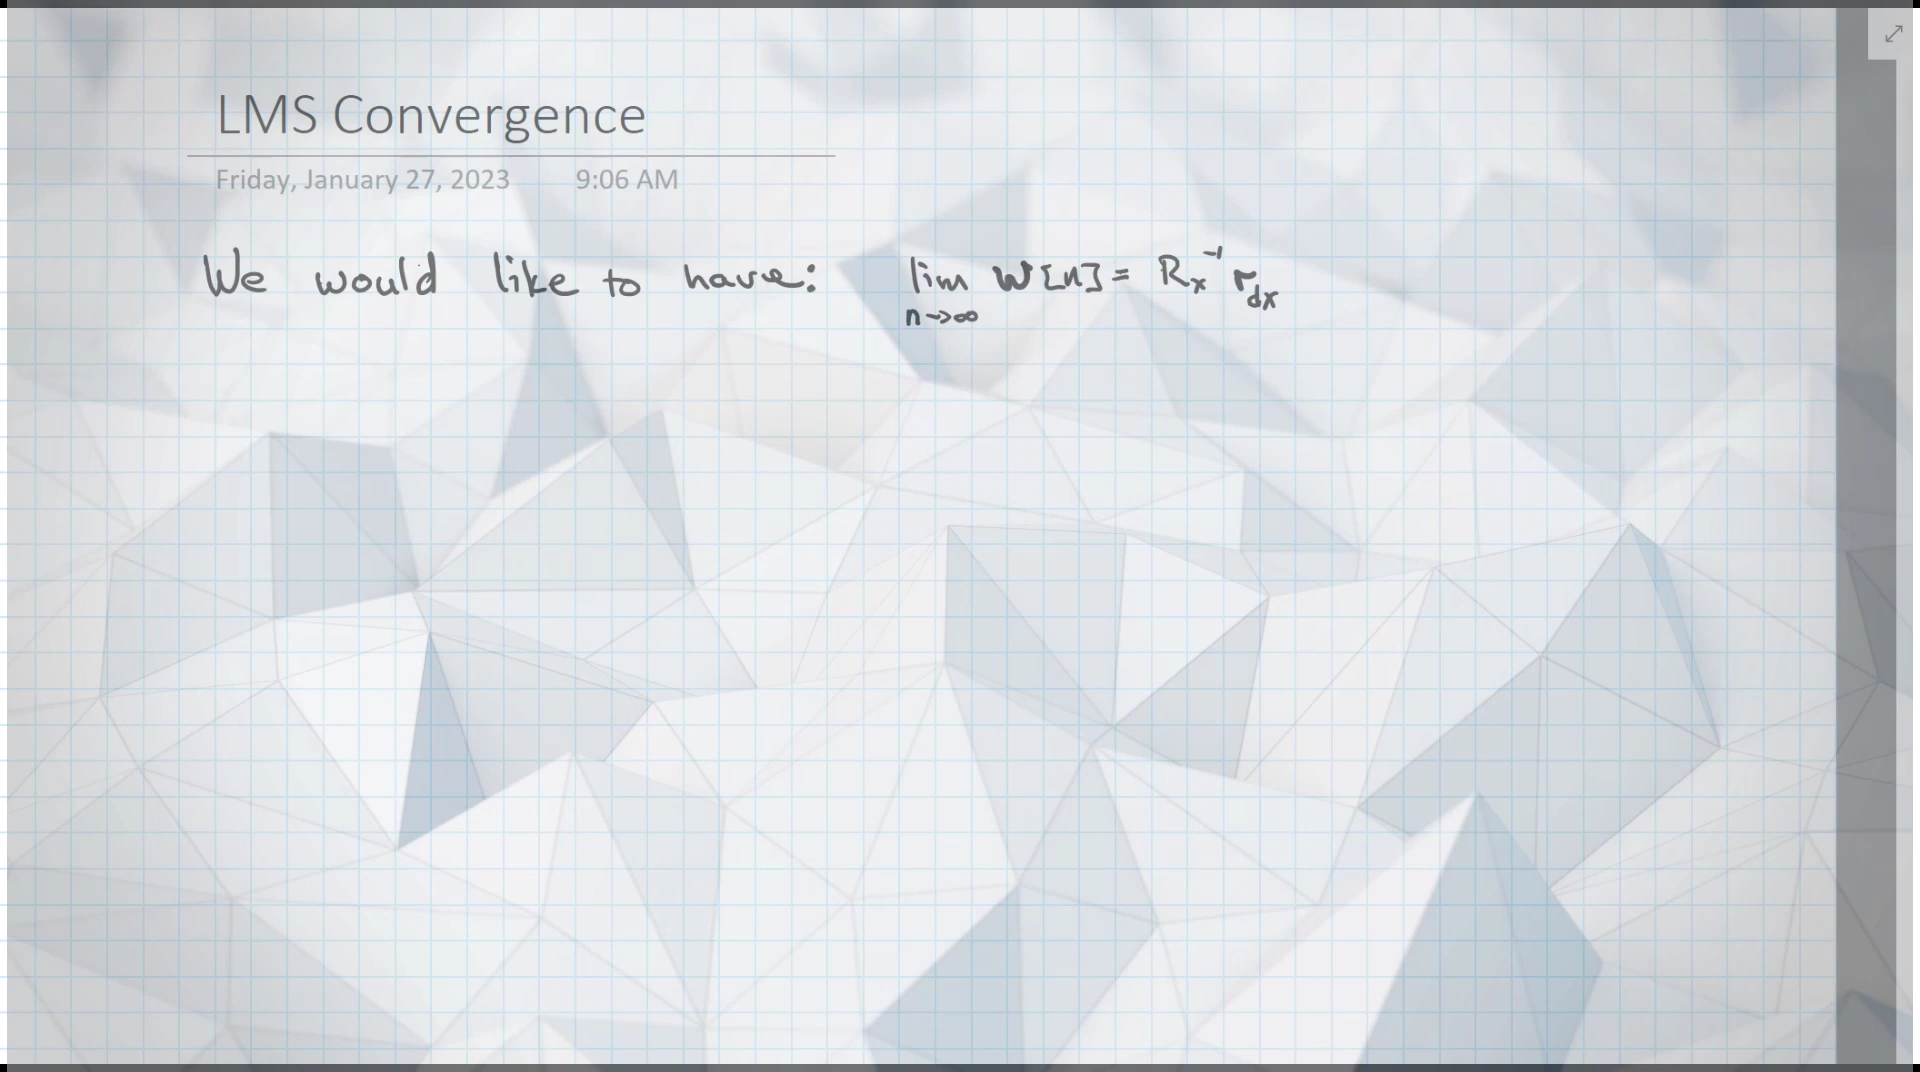 LMS Convergence
Friday, January 27, 2023 9:06 AM
We would like to have: lim w[n] = Rx⁻¹ rdx
n→∞